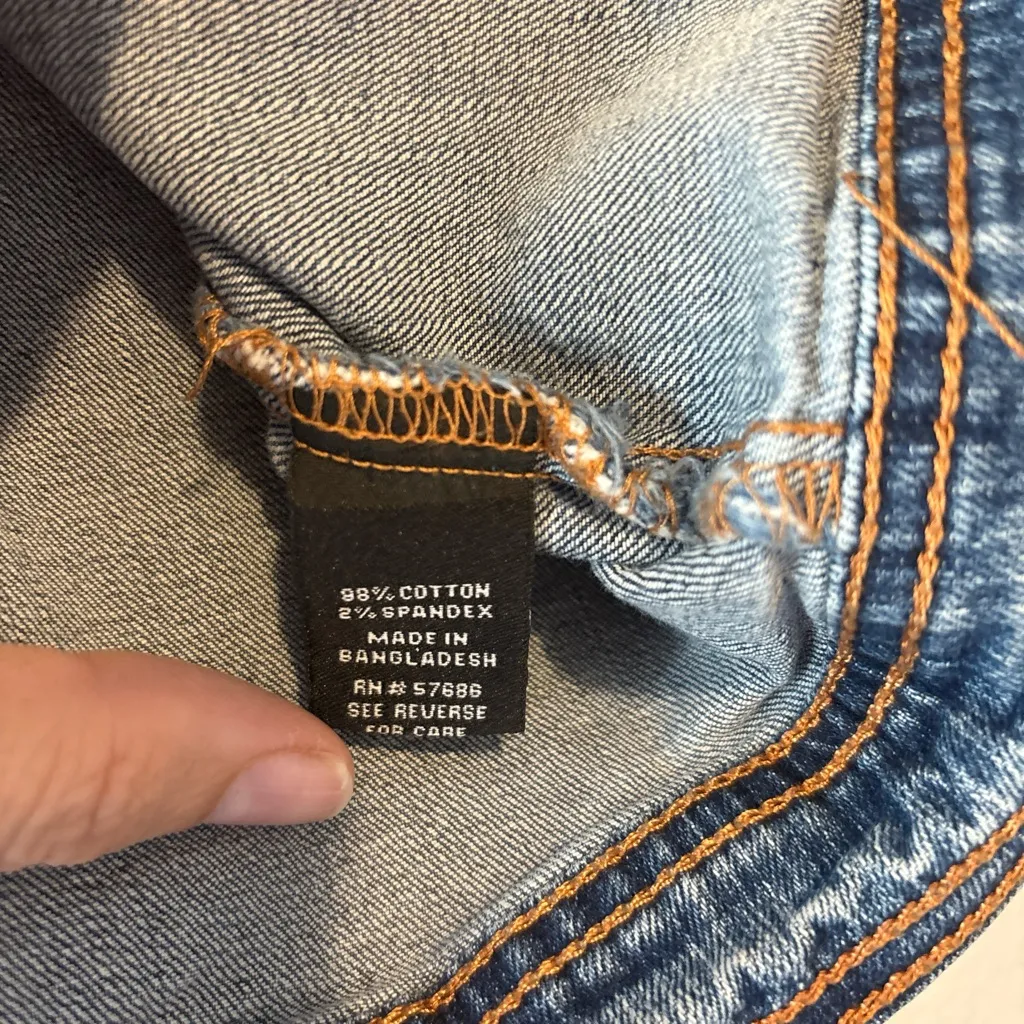 98% COTTON
2% SPANDEX
MADE IN
BANGLADESH
RN # 57686
SEE REVERSE
FOR CARE